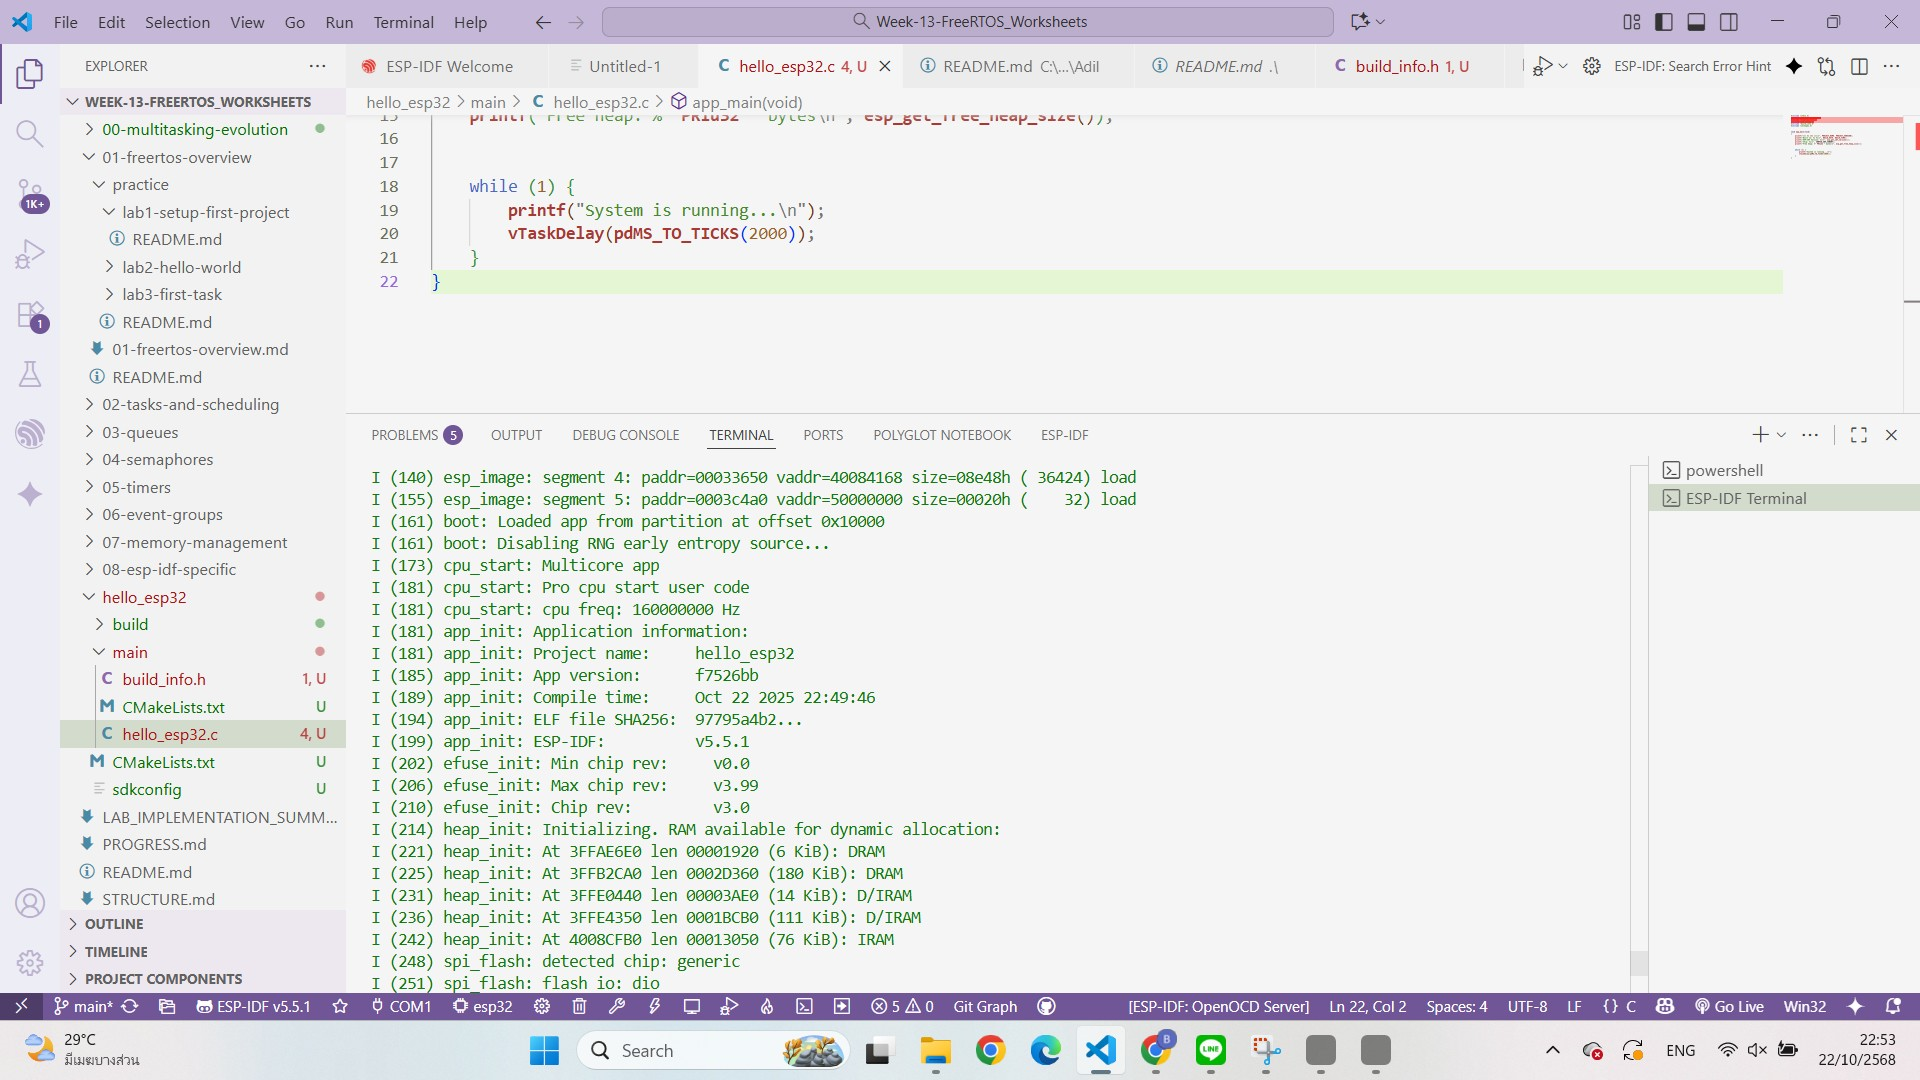 File Edit Selection View Go Run Terminal Help
Week-13-FreeRTOS_Worksheets
EXPLORER
ESP-IDF Welcome
Untitled-1
hello_esp32.c 4, U
README.md C:\...\Adil
README.md .\
build_info.h 1, U
ESP-IDF: Search Error Hint
hello_esp32 > main > C hello_esp32.c > app_main(void)
WEEK-13-FREERTOS_WORKSHEETS
00-multitasking-evolution
01-freertos-overview
practice
lab1-setup-first-project
README.md
lab2-hello-world
lab3-first-task
README.md
01-freertos-overview.md
README.md
02-tasks-and-scheduling
03-queues
04-semaphores
05-timers
06-event-groups
07-memory-management
08-esp-idf-specific
hello_esp32
build
main
C build_info.h 1, U
M CMakeLists.txt U
C hello_esp32.c 4, U
M CMakeLists.txt U
sdkconfig U
LAB_IMPLEMENTATION_SUMM...
PROGRESS.md
README.md
STRUCTURE.md
OUTLINE
TIMELINE
PROJECT COMPONENTS
1K+
1
15 printf("Free heap: %" PRIu32 " bytes\n", esp_get_free_heap_size());
16
17
18 while (1) {
19 printf("System is running...\n");
20 vTaskDelay(pdMS_TO_TICKS(2000));
21 }
22 }
PROBLEMS 5 OUTPUT DEBUG CONSOLE TERMINAL PORTS POLYGLOT NOTEBOOK ESP-IDF
powershell
ESP-IDF Terminal
I (140) esp_image: segment 4: paddr=00033650 vaddr=40084168 size=08e48h ( 36424) load
I (155) esp_image: segment 5: paddr=0003c4a0 vaddr=50000000 size=00020h (    32) load
I (161) boot: Loaded app from partition at offset 0x10000
I (161) boot: Disabling RNG early entropy source...
I (173) cpu_start: Multicore app
I (181) cpu_start: Pro cpu start user code
I (181) cpu_start: cpu freq: 160000000 Hz
I (181) app_init: Application information:
I (181) app_init: Project name:     hello_esp32
I (185) app_init: App version:      f7526bb
I (189) app_init: Compile time:     Oct 22 2025 22:49:46
I (194) app_init: ELF file SHA256:  97795a4b2...
I (199) app_init: ESP-IDF:          v5.5.1
I (202) efuse_init: Min chip rev:     v0.0
I (206) efuse_init: Max chip rev:     v3.99
I (210) efuse_init: Chip rev:         v3.0
I (214) heap_init: Initializing. RAM available for dynamic allocation:
I (221) heap_init: At 3FFAE6E0 len 00001920 (6 KiB): DRAM
I (225) heap_init: At 3FFB2CA0 len 0002D360 (180 KiB): DRAM
I (231) heap_init: At 3FFE0440 len 00003AE0 (14 KiB): D/IRAM
I (236) heap_init: At 3FFE4350 len 0001BCB0 (111 KiB): D/IRAM
I (242) heap_init: At 4008CFB0 len 00013050 (76 KiB): IRAM
I (248) spi_flash: detected chip: generic
I (251) spi_flash: flash io: dio
main* ESP-IDF v5.5.1 COM1 esp32 5 0 Git Graph [ESP-IDF: OpenOCD Server] Ln 22, Col 2 Spaces: 4 UTF-8 LF {} C Go Live Win32
29°C
มีเมฆบางส่วน
Search
B
LINE
ENG
22:53
22/10/2568